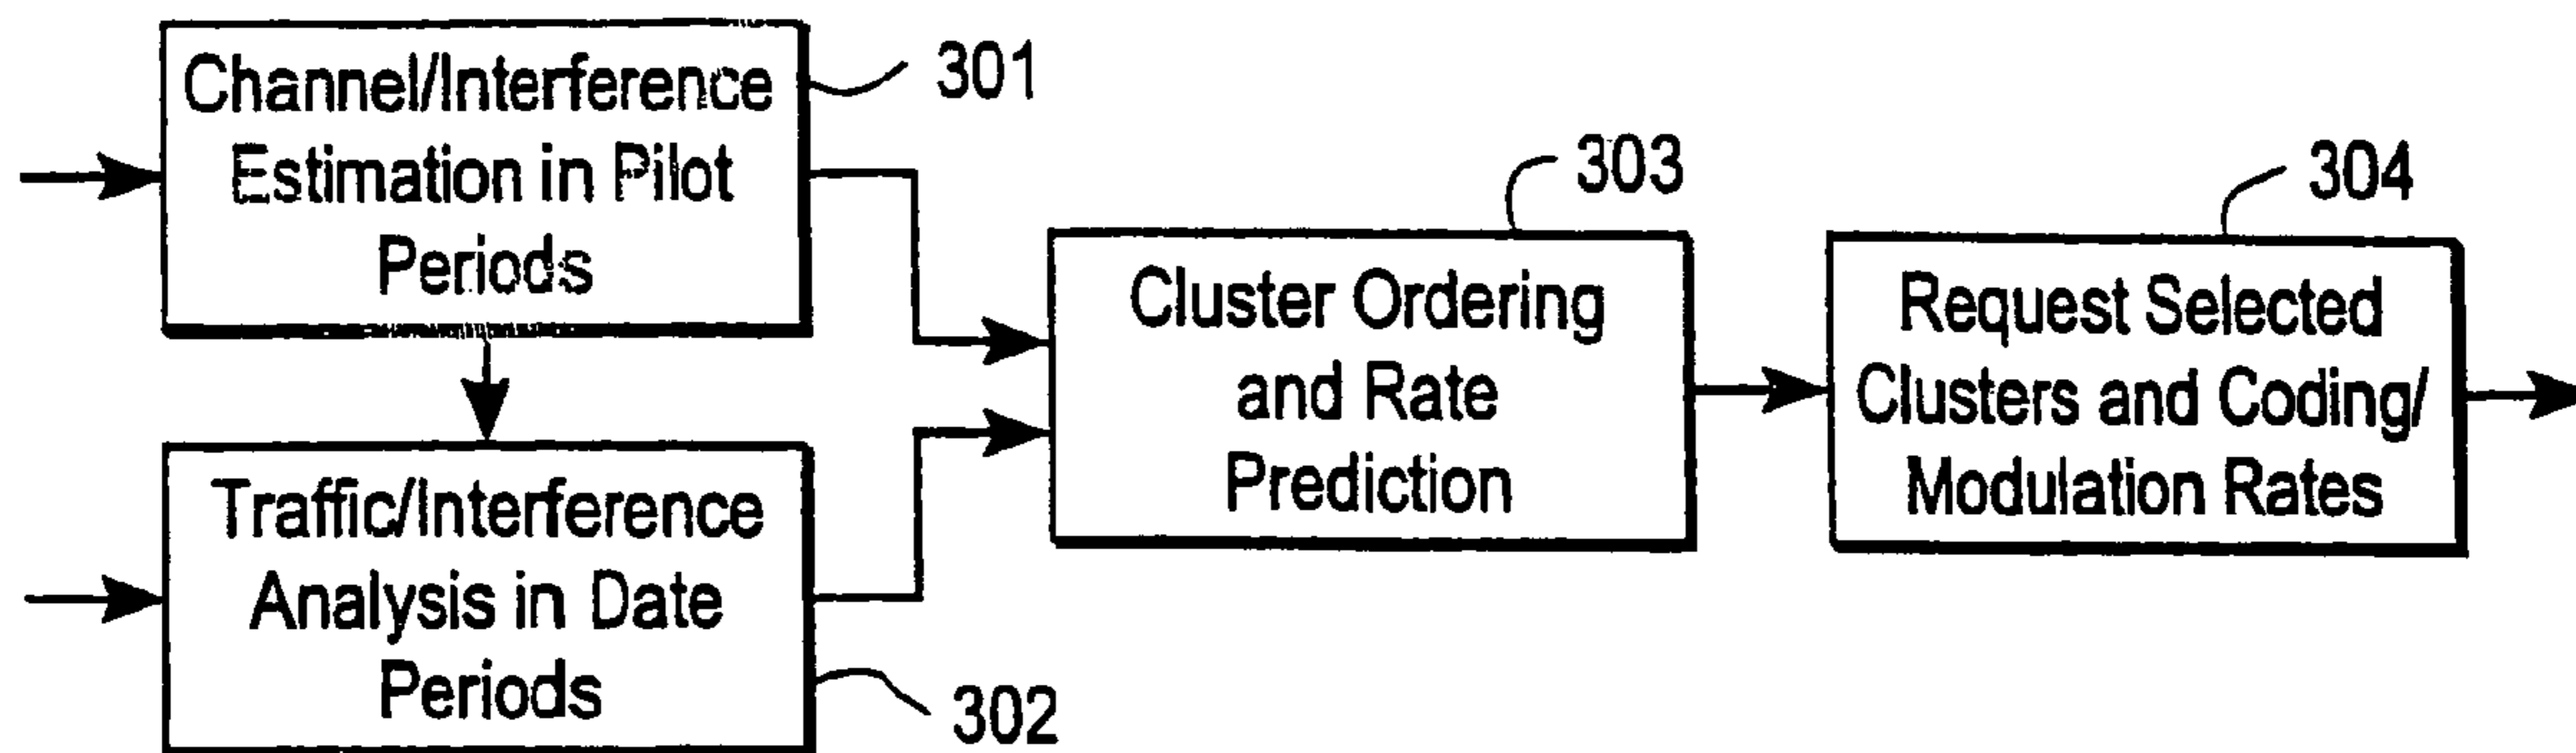 Channel/Interference
Estimation in Pilot
Periods
301
Traffic/Interference
Analysis in Date
Periods
302
Cluster Ordering
and Rate
Prediction
303
Request Selected
Clusters and Coding/
Modulation Rates
304